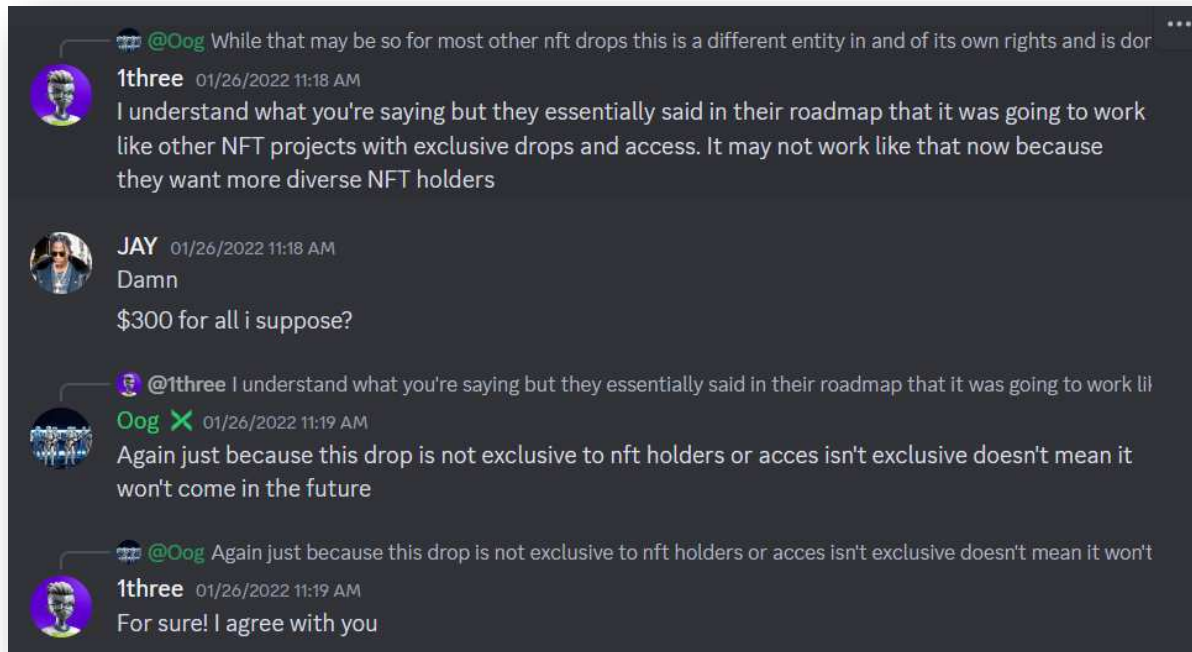 @Oog While that may be so for most other nft drops this is a different entity in and of its own rights and is
1three 01/26/2022 11:18 AM
I understand what you're saying but they essentially said in their roadmap that it was going to work
like other NFT projects with exclusive drops and access. It may not work like that now because
they want more diverse NFT holders
JAY 01/26/2022 11:18 AM
Damn
$300 for all i suppose?
@1three I understand what you're saying but they essentially said in their roadmap that it was going to work
Oog 01/26/2022 11:19 AM
Again just because this drop is not exclusive to nft holders or acces isn't exclusive doesn't mean it
won't come in the future
@Oog Again just because this drop is not exclusive to nft holders or acces isn't exclusive doesn't mean it won't
1three 01/26/2022 11:19 AM
For sure! I agree with you